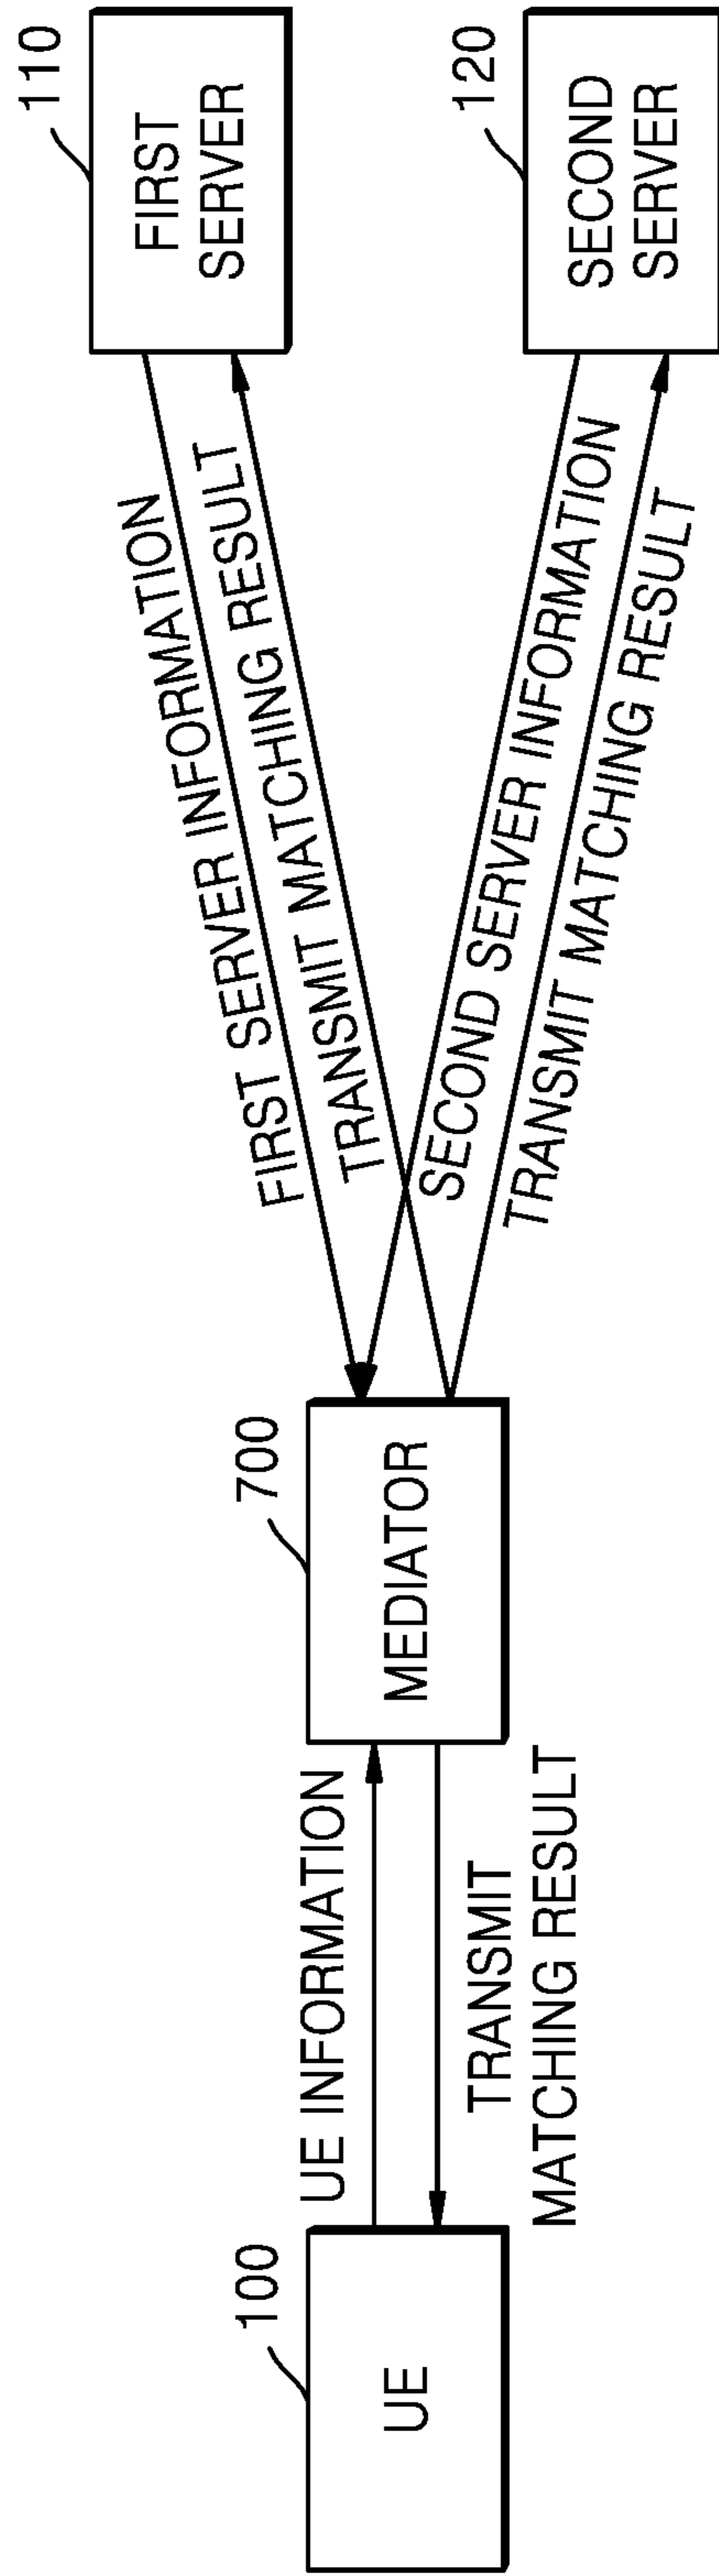 100
UE
UE INFORMATION
TRANSMIT
MATCHING RESULT
700
MEDIATOR
FIRST SERVER INFORMATION
TRANSMIT MATCHING RESULT
SECOND SERVER INFORMATION
TRANSMIT MATCHING RESULT
110
FIRST
SERVER
120
SECOND
SERVER